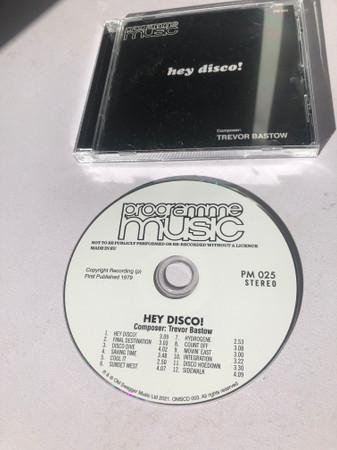 programme
music
hey disco!
Composer:
TREVOR BASTOW
programme
music
NOT TO BE PUBLICLY PERFORMED OR RE-RECORDED WITHOUT A LICENCE
MADE IN EU
Copyright Recording (p)
First Published 1979
PM 025
STEREO
HEY DISCO!
Composer: Trevor Bastow
1. HEY DISCO! 3.09
2. FINAL DESTINATION 3.03
3. DISCO DIVE 4.02
4. SAVING TIME 3.48
5. COOL IT 2.50
6. SUNSET WEST 4.07
7. HYDROGENE 2.53
8. COUNT OFF 3.08
9. MOVIN' EAST 3.00
10. INTEGRATION 3.22
11. DISCO HOEDOWN 3.30
12. SIDEWALK 4.09
℗ & © Old Swigger Music Ltd 2021. OMSCD 003. All rights reserved.